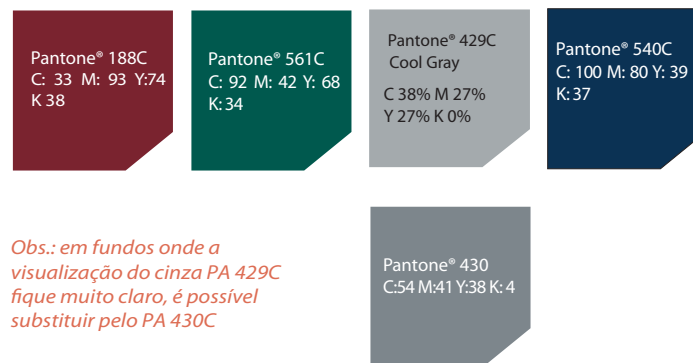 Pantone® 188C
C: 33 M: 93 Y:74
K 38
Pantone® 561C
C: 92 M: 42 Y: 68
K: 34
Pantone® 429C
Cool Gray
C 38% M 27%
Y 27% K 0%
Pantone® 540C
C: 100 M: 80 Y: 39
K: 37
Obs.: em fundos onde a
visualização do cinza PA 429C
fique muito claro, é possível
substituir pelo PA 430C
Pantone® 430
C:54 M:41 Y:38 K: 4